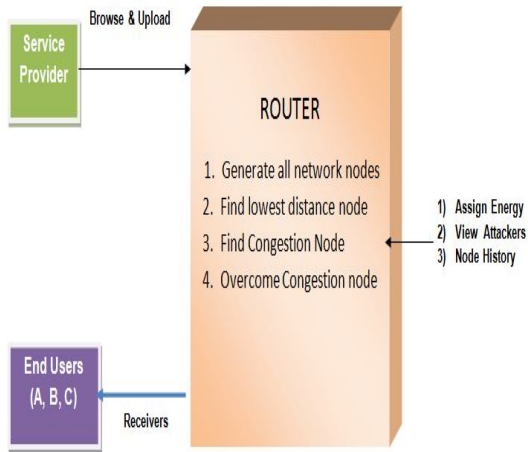 Browse & Upload
Service
Provider
ROUTER
1. Generate all network nodes
2. Find lowest distance node
3. Find Congestion Node
4. Overcome Congestion node
1) Assign Energy
2) View Attackers
3) Node History
End Users
(A, B, C)
Receivers